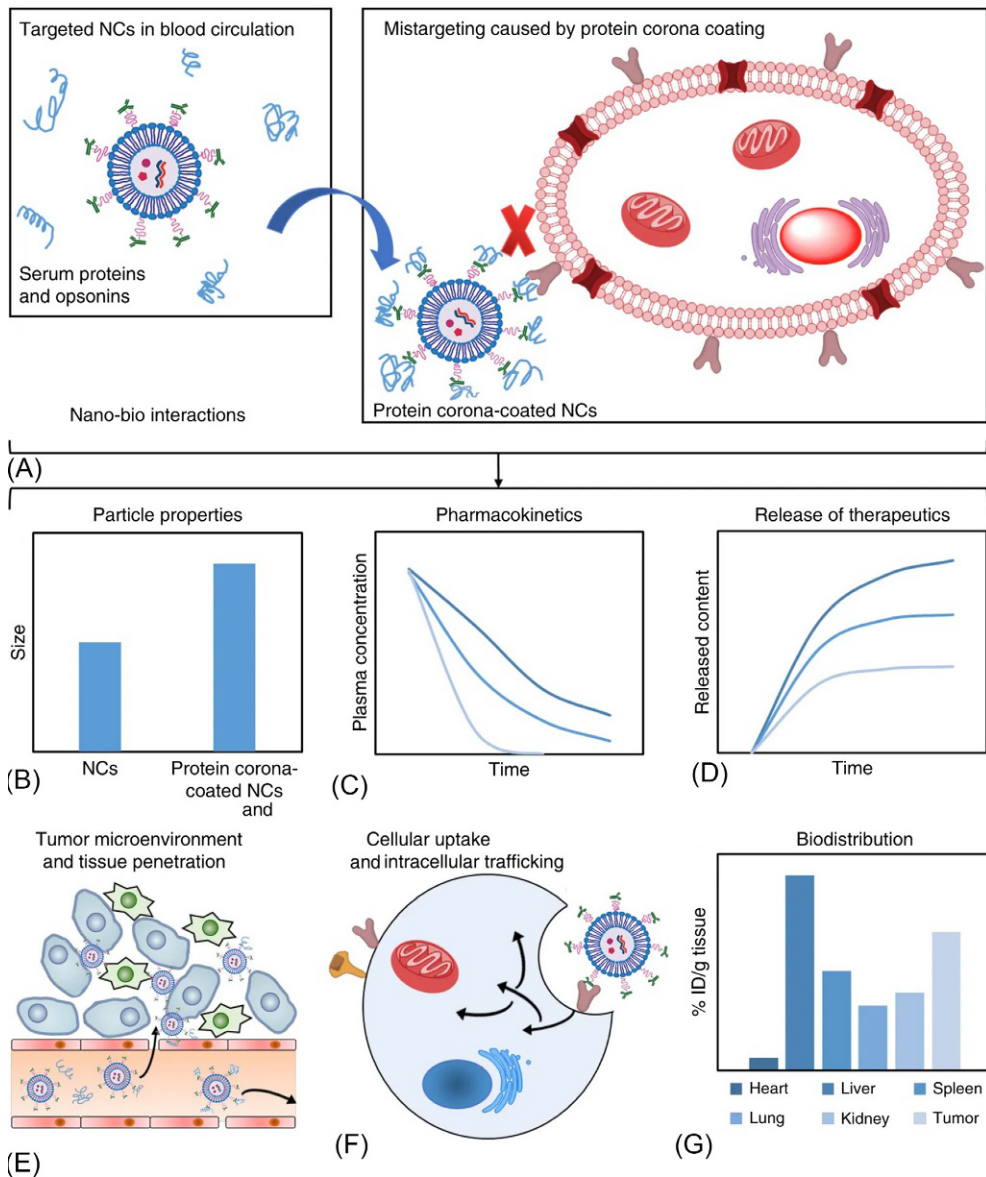 Targeted NCs in blood circulation
Serum proteins
and opsonins
Mistargeting caused by protein corona coating
Protein corona-coated NCs
Nano-bio interactions
(A)
Particle properties
Size
NCs
Protein corona-
coated NCs
and
(B)
Pharmacokinetics
Plasma concentration
Time
(C)
Release of therapeutics
Released content
Time
(D)
Tumor microenvironment
and tissue penetration
(E)
Cellular uptake
and intracellular trafficking
(F)
Biodistribution
% ID/g tissue
Heart
Liver
Spleen
Lung
Kidney
Tumor
(G)